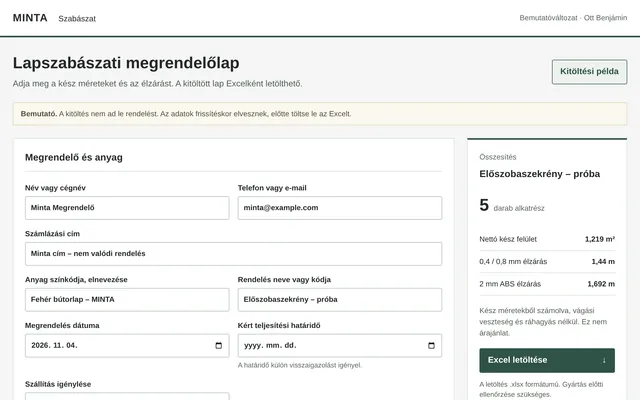 MINTA Szabászat
Bemutatóváltozat · Ott Benjámin
Lapszabászati megrendelőlap
Adja meg a kész méreteket és az élzárást. A kitöltött lap Excelként letölthető.
Kitöltési példa
Bemutató. A kitöltés nem ad le rendelést. Az adatok frissítéskor elvesznek, előtte töltse le az Excelt.
Megrendelő és anyag
Név vagy cégnév
Minta Megrendelő
Telefon vagy e-mail
minta@example.com
Számlázási cím
Minta cím – nem valódi rendelés
Anyag színkódja, elnevezése
Fehér bútorlap – MINTA
Rendelés neve vagy kódja
Előszobaszekrény – próba
Megrendelés dátuma
2026. 11. 04.
Kért teljesítési határidő
yyyy. mm. dd.
A határidő külön visszaigazolást igényel.
Szállítás igénylése
Összesítés
Előszobaszekrény – próba
5 darab alkatrész
Nettó kész felület 1,219 m²
0,4 / 0,8 mm élzárás 1,44 m
2 mm ABS élzárás 1,692 m
Kész méretekből számolva, vágási
veszteség és ráhagyás nélkül. Ez nem
árajánlat.
Excel letöltése ↓
A letöltés .xlsx formátumú. Gyártás előtti
ellenőrzése szükséges.